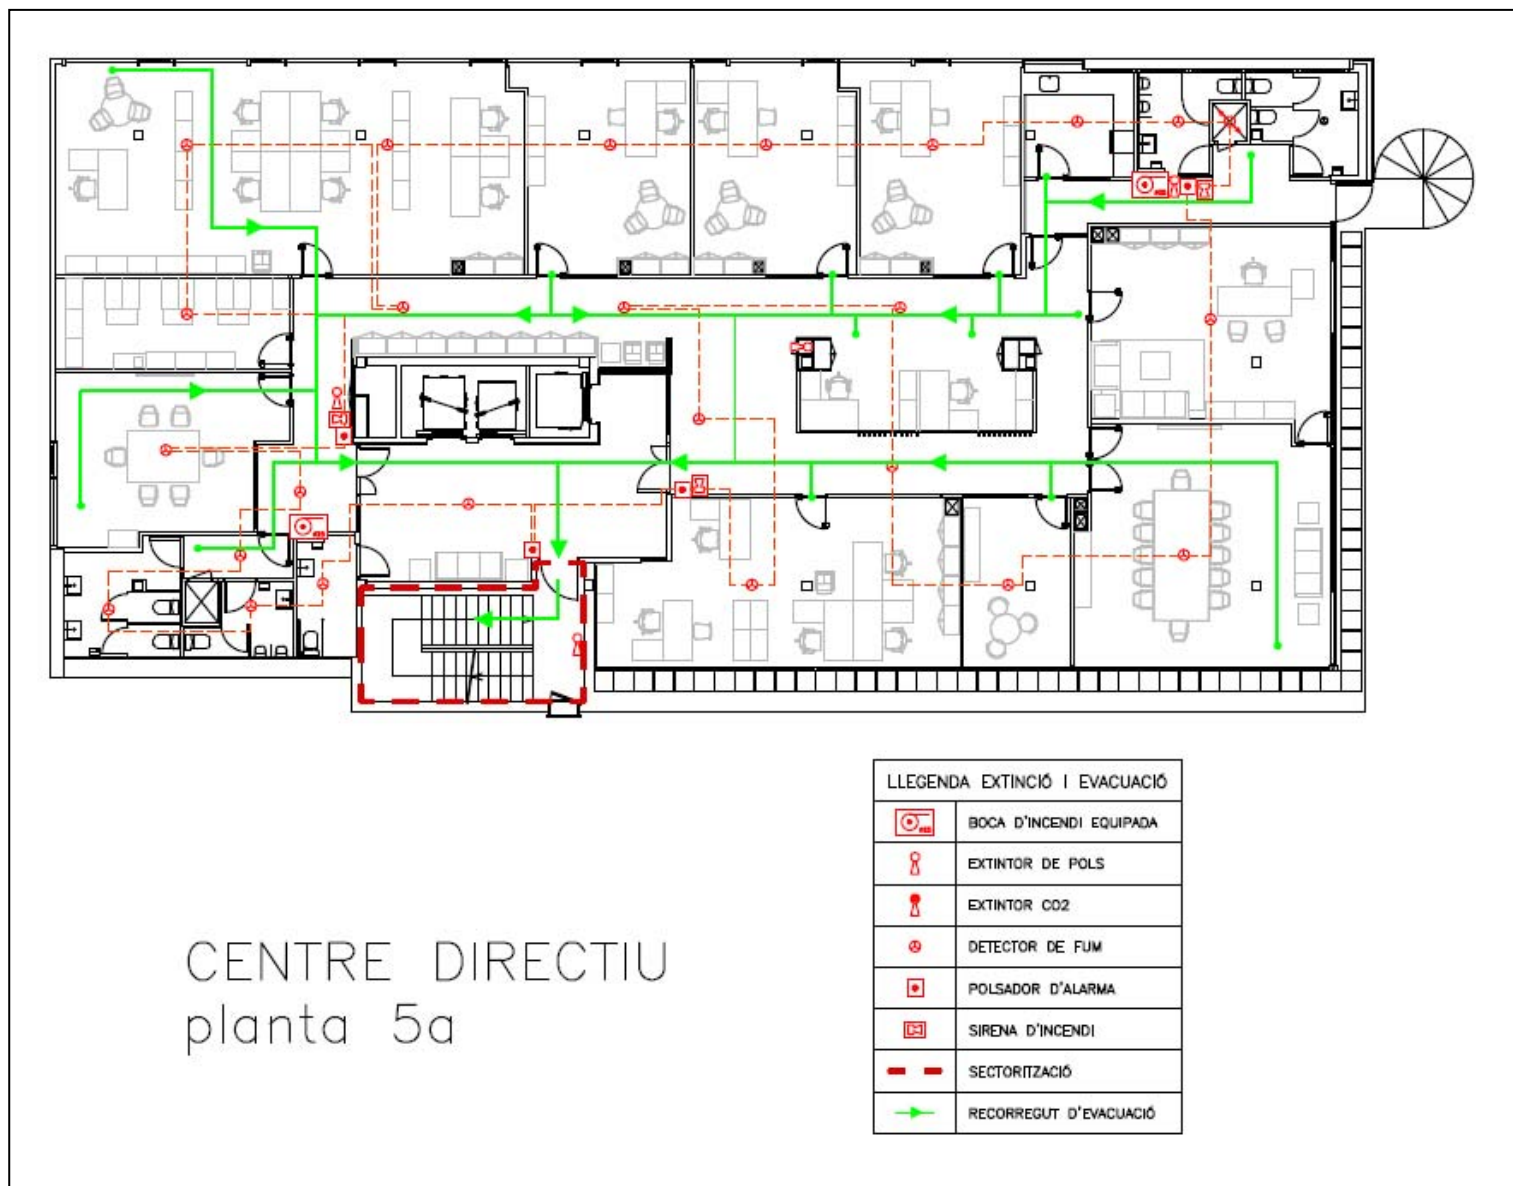 LLEGENDA EXTINCIÓ I EVACUACIÓ
BOCA D'INCENDI EQUIPADA
EXTINTOR DE POLS
EXTINTOR CO2
DETECTOR DE FUM
POLSADOR D'ALARMA
SIRENA D'INCENDI
SECTORITZACIÓ
RECORREGUT D'EVACUACIÓ
CENTRE DIRECTIU
planta 5a